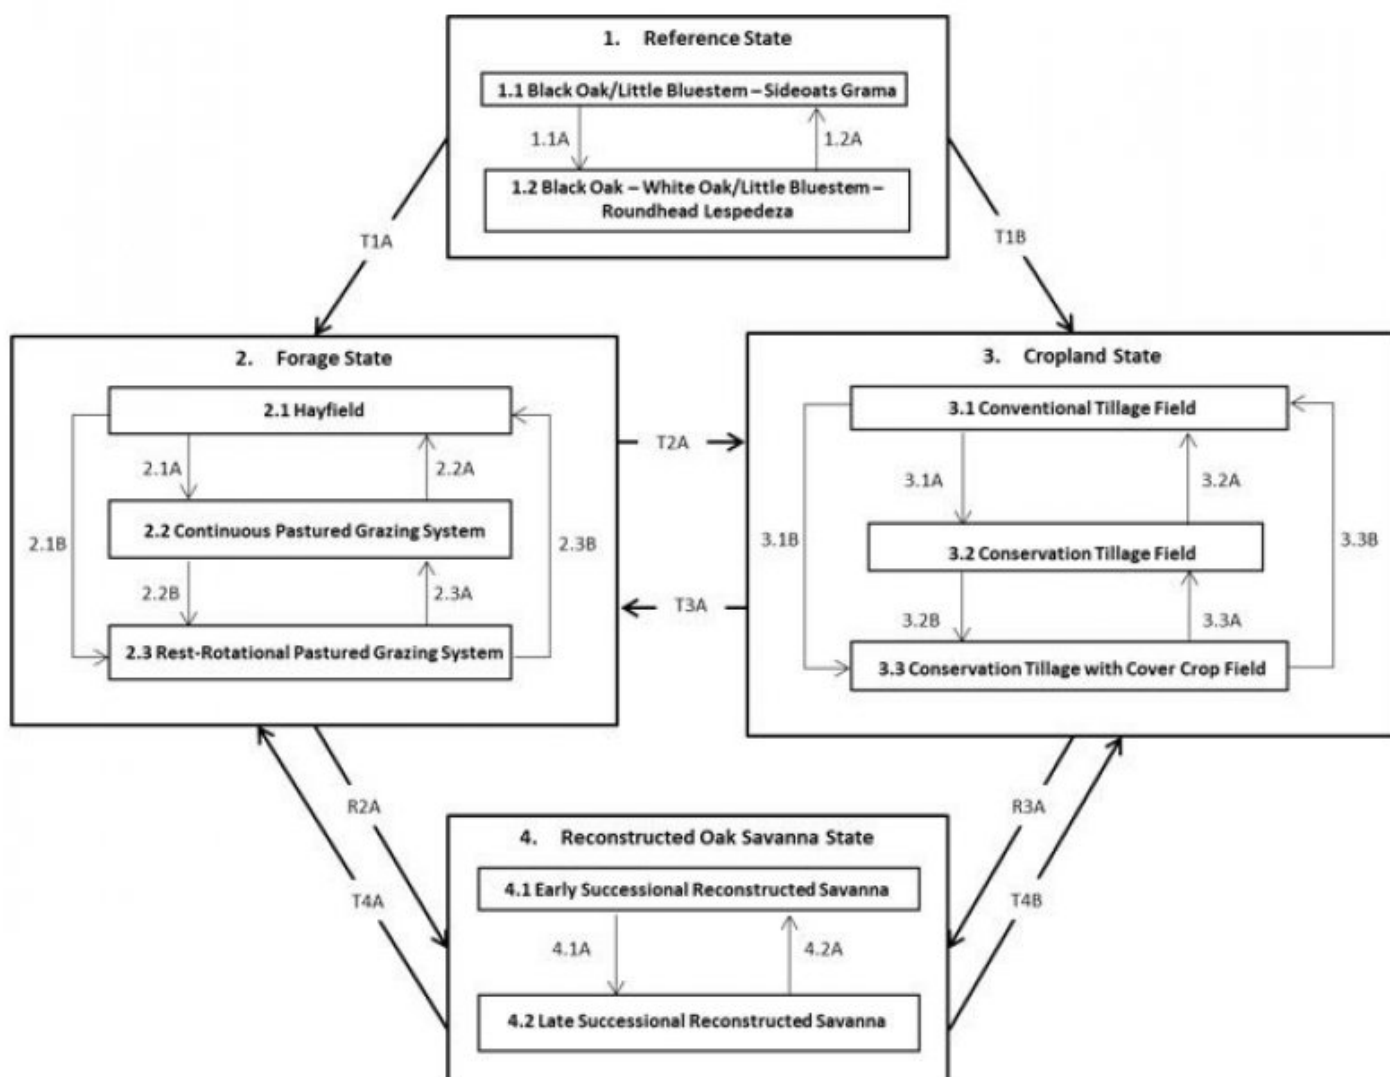 1. Reference State
1.1 Black Oak/Little Bluestem – Sideoats Grama
1.1A
1.2A
1.2 Black Oak – White Oak/Little Bluestem –
Roundhead Lespedeza
T1A
T1B
2. Forage State
2.1 Hayfield
2.1A
2.2A
2.2 Continuous Pastured Grazing System
2.1B
2.3B
2.2B
2.3A
2.3 Rest-Rotational Pastured Grazing System
T2A
T3A
3. Cropland State
3.1 Conventional Tillage Field
3.1A
3.2A
3.2 Conservation Tillage Field
3.1B
3.3B
3.2B
3.3A
3.3 Conservation Tillage with Cover Crop Field
R2A
T4A
R3A
T4B
4. Reconstructed Oak Savanna State
4.1 Early Successional Reconstructed Savanna
4.1A
4.2A
4.2 Late Successional Reconstructed Savanna